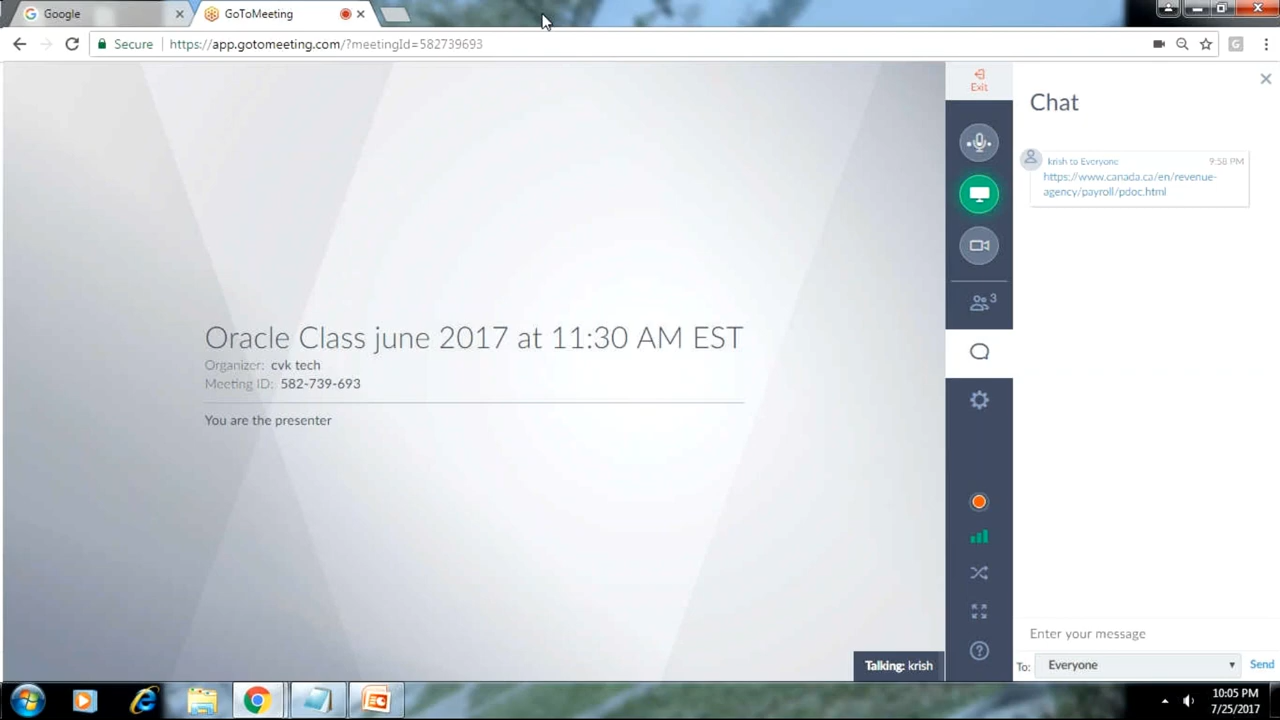 Google
GoToMeeting
Secure
https://app.gotomeeting.com/?meetingId=582739693
Exit
Chat
krish to Everyone 9:58 PM
https://www.canada.ca/en/revenue-
agency/payroll/pdoc.html
3
Oracle Class june 2017 at 11:30 AM EST
Organizer: cvk tech
Meeting ID: 582-739-693
You are the presenter
Talking: krish
Enter your message
To: Everyone Send
10:05 PM
7/25/2017